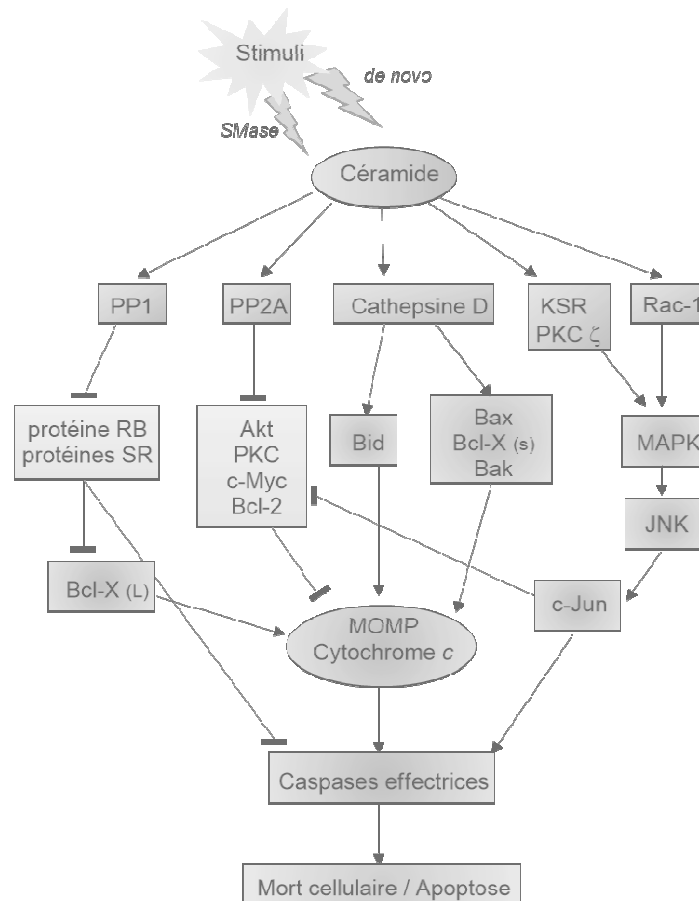 Stimuli
de novo
SMase
Céramide
PP1
PP2A
Cathepsine D
KSR
PKC ζ
Rac-1
protéine RB
protéines SR
Akt
PKC
c-Myc
Bcl-2
Bid
Bax
Bcl-X (s)
Bak
MAPK
JNK
Bcl-X (L)
c-Jun
MOMP
Cytochrome c
Caspases effectrices
Mort cellulaire / Apoptose